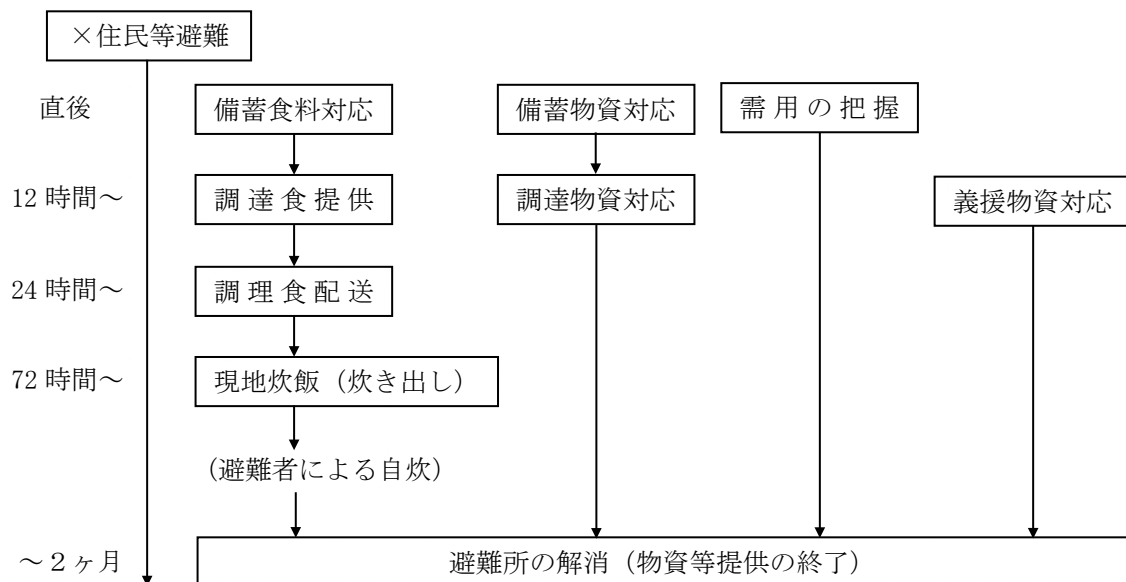 ×住民等避難
直後
備蓄食料対応
備蓄物資対応
需用の把握
12時間～
調達食提供
調達物資対応
義援物資対応
24時間～
調理食配送
72時間～
現地炊飯（炊き出し）
（避難者による自炊）
～２ヶ月
避難所の解消（物資等提供の終了）